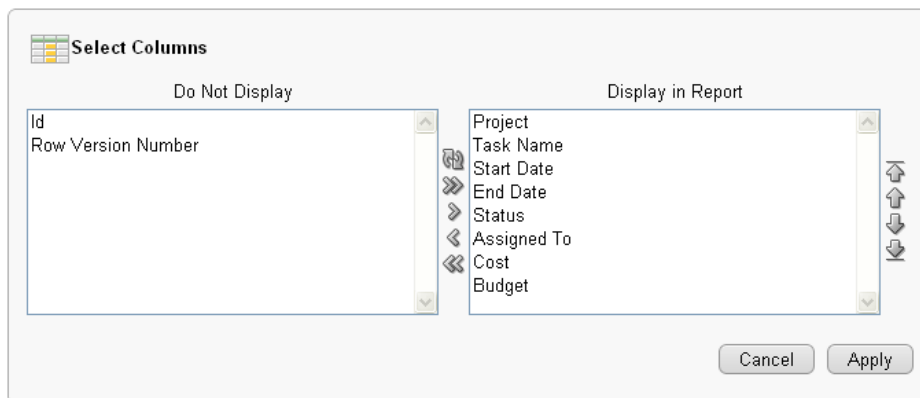 Select Columns
Do Not Display
Display in Report
Id
Row Version Number
Project
Task Name
Start Date
End Date
Status
Assigned To
Cost
Budget
Cancel
Apply